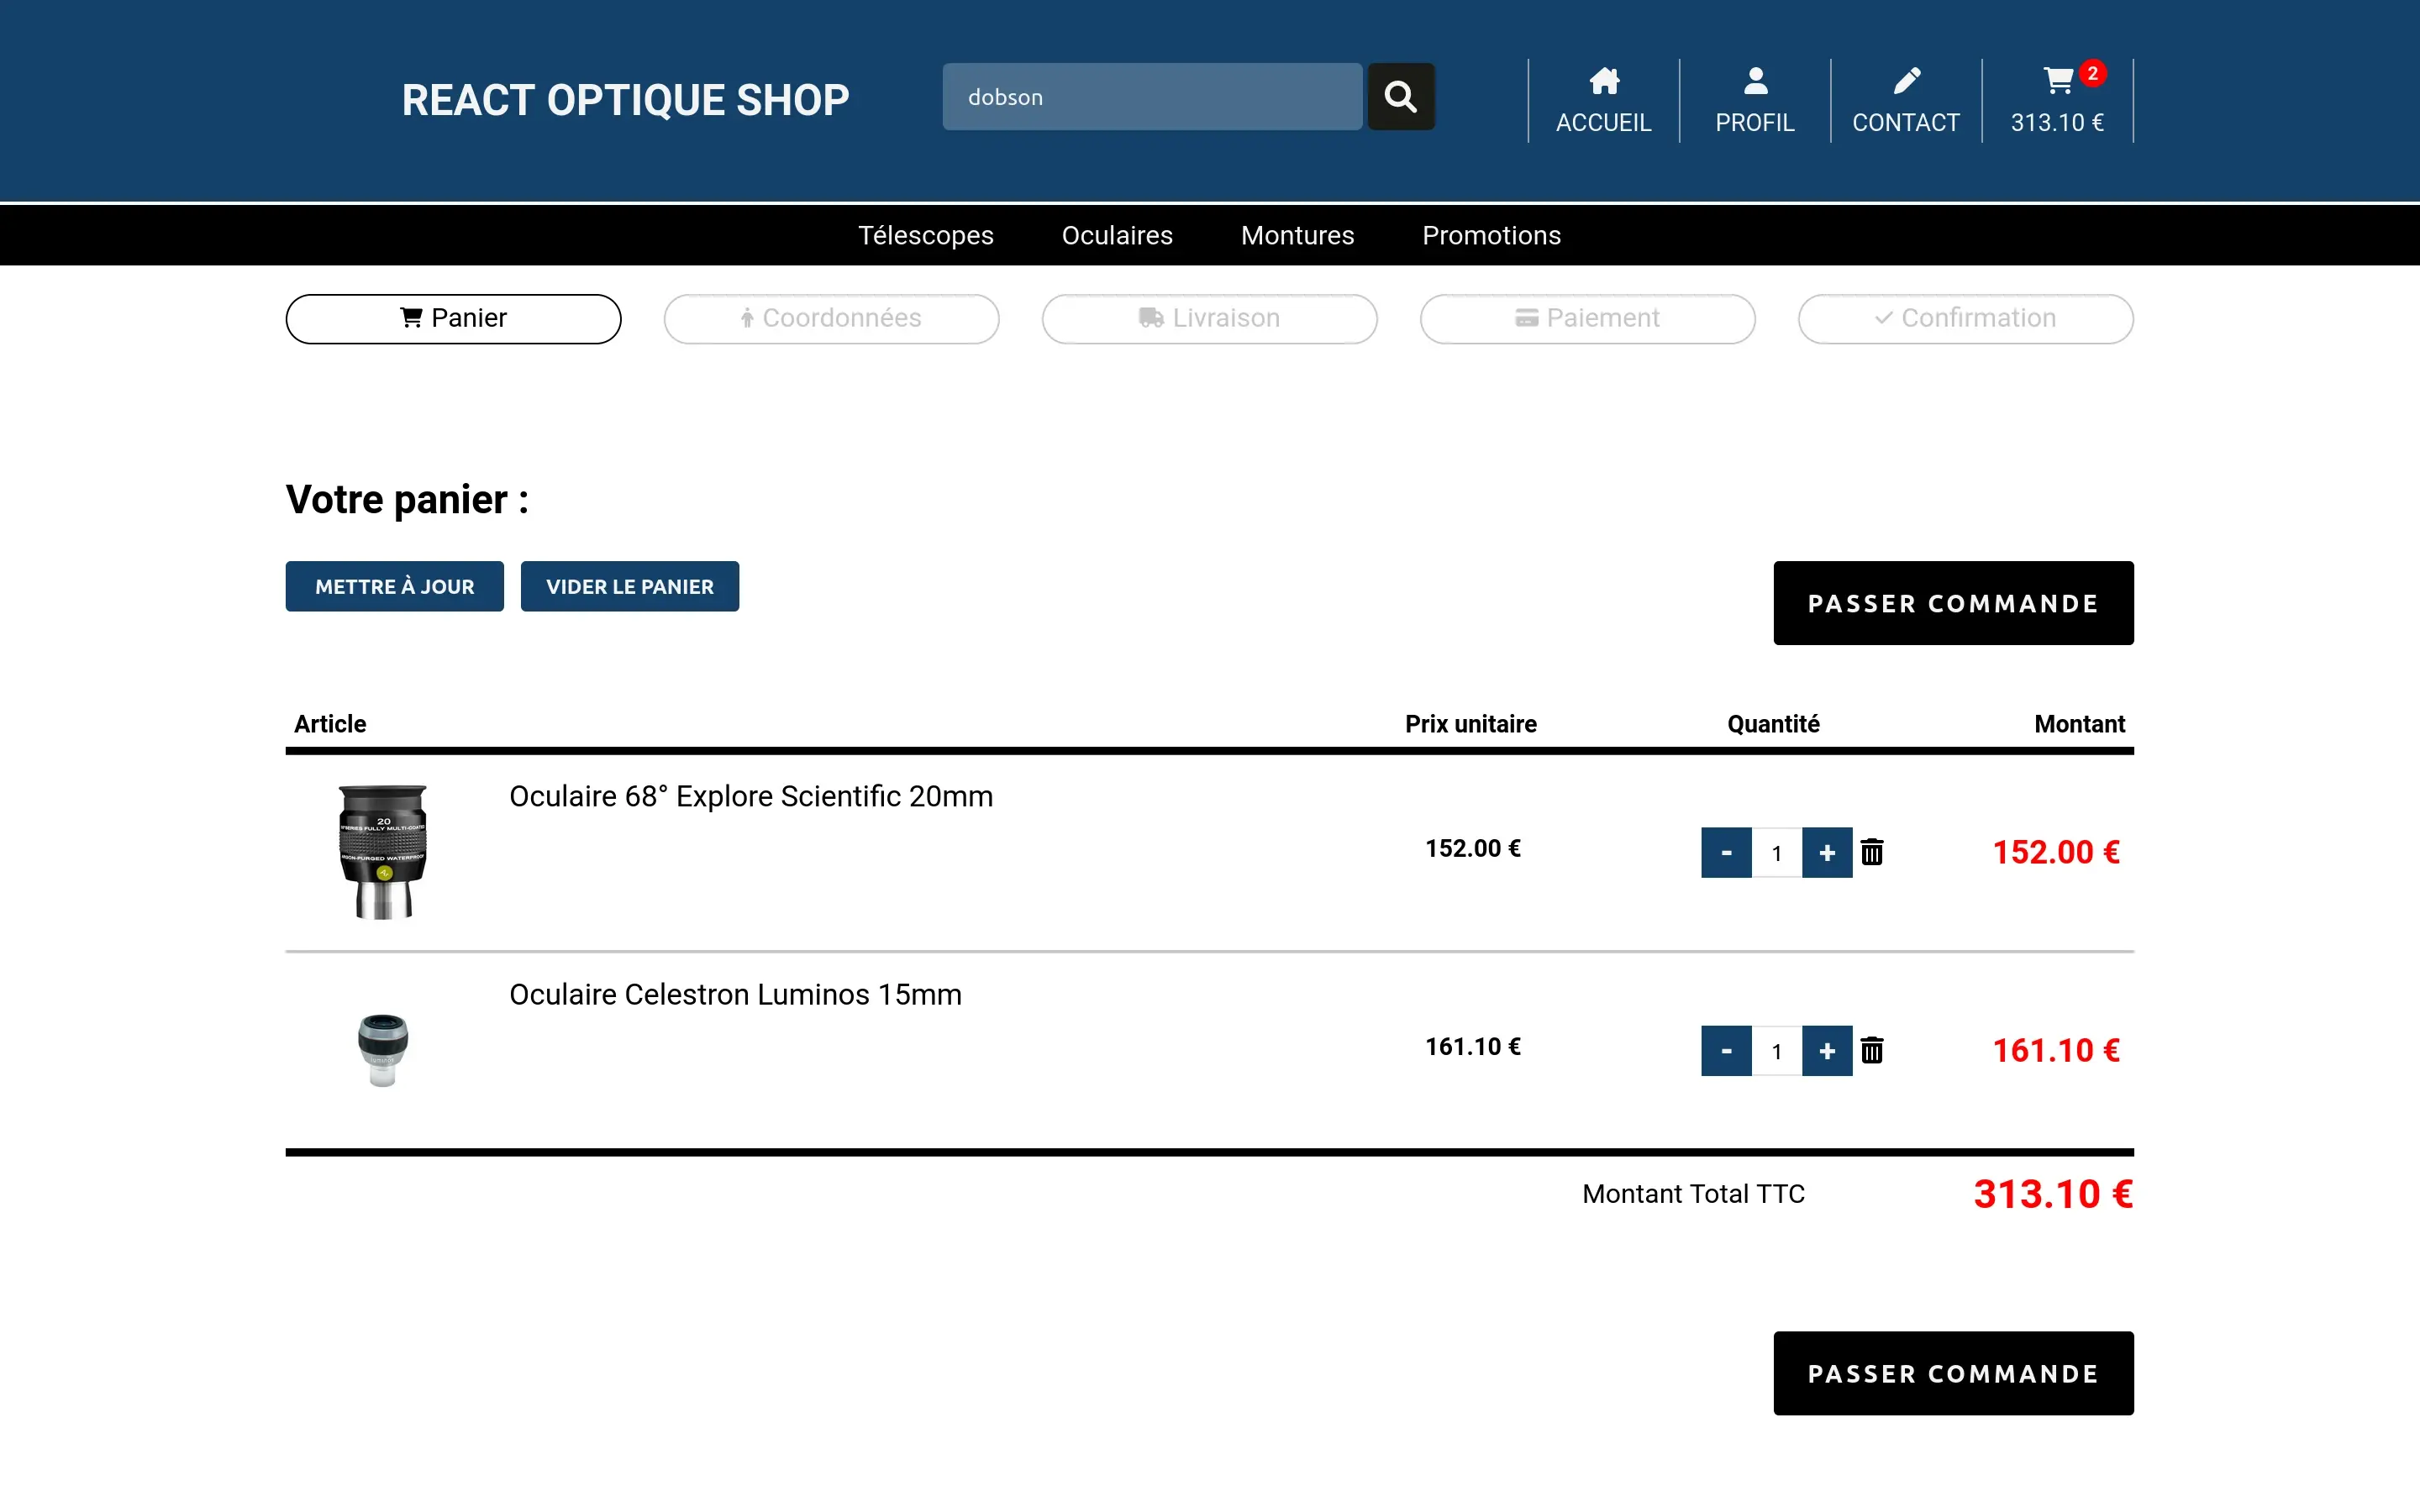 REACT OPTIQUE SHOP
dobson
ACCUEIL
PROFIL
CONTACT
2
313.10 €
Télescopes Oculaires Montures Promotions
Panier
Coordonnées
Livraison
Paiement
Confirmation
Votre panier :
METTRE À JOUR
VIDER LE PANIER
PASSER COMMANDE
Article Prix unitaire Quantité Montant
20
Oculaire 68° Explore Scientific 20mm
152.00 €
- 1 +
152.00 €
Oculaire Celestron Luminos 15mm
161.10 €
- 1 +
161.10 €
Montant Total TTC 313.10 €
PASSER COMMANDE